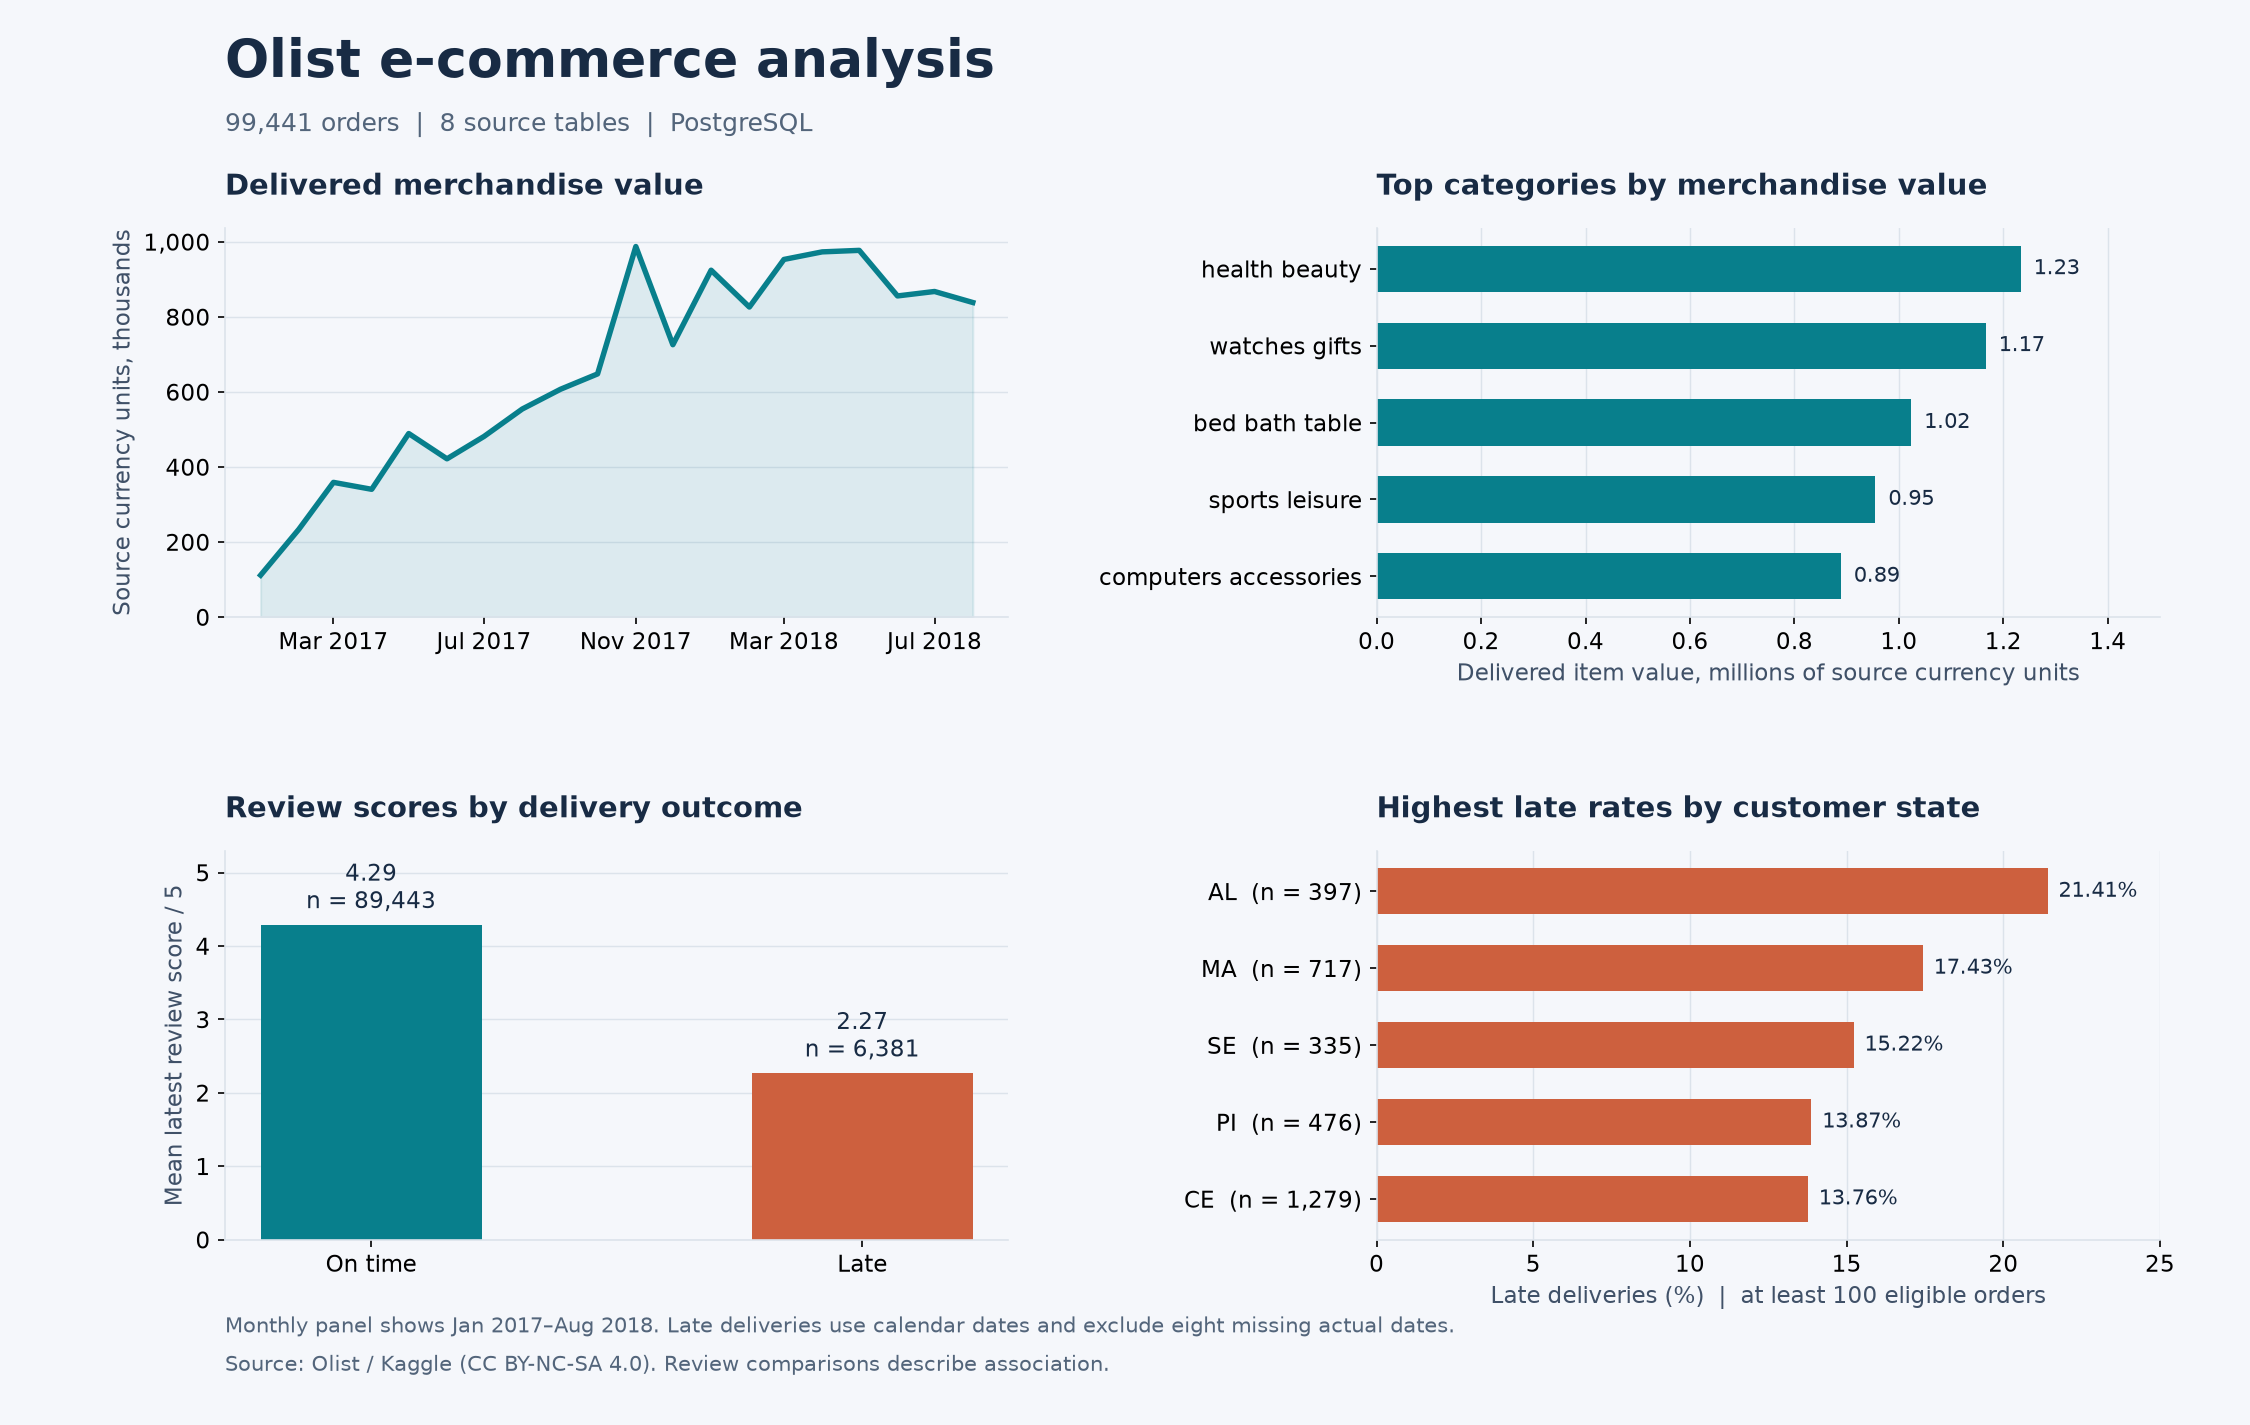 Olist e-commerce analysis
99,441 orders | 8 source tables | PostgreSQL
Delivered merchandise value
Source currency units, thousands
1,000
800
600
400
200
0
Mar 2017
Jul 2017
Nov 2017
Mar 2018
Jul 2018
Top categories by merchandise value
health beauty
1.23
watches gifts
1.17
bed bath table
1.02
sports leisure
0.95
computers accessories
0.89
0.0
0.2
0.4
0.6
0.8
1.0
1.2
1.4
Delivered item value, millions of source currency units
Review scores by delivery outcome
Mean latest review score / 5
5
4
3
2
1
0
4.29
n = 89,443
2.27
n = 6,381
On time
Late
Highest late rates by customer state
AL (n = 397)
21.41%
MA (n = 717)
17.43%
SE (n = 335)
15.22%
PI (n = 476)
13.87%
CE (n = 1,279)
13.76%
0
5
10
15
20
25
Late deliveries (%) | at least 100 eligible orders
Monthly panel shows Jan 2017–Aug 2018. Late deliveries use calendar dates and exclude eight missing actual dates.
Source: Olist / Kaggle (CC BY-NC-SA 4.0). Review comparisons describe association.